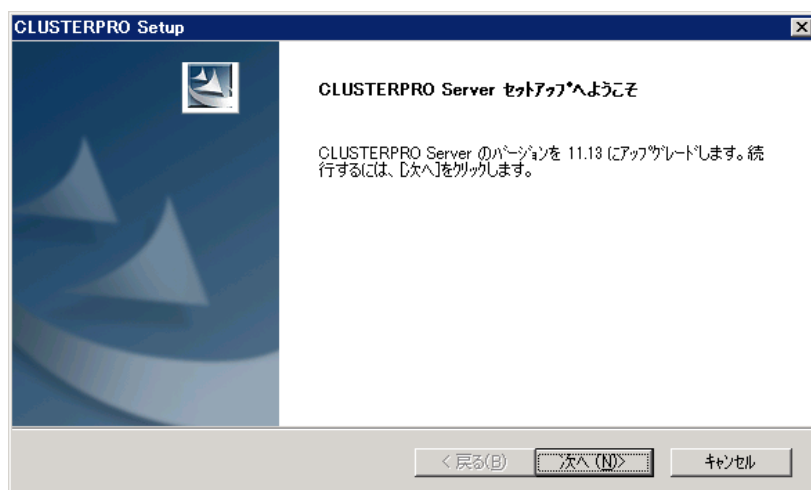 CLUSTERPRO Setup
CLUSTERPRO Server セットアップへようこそ
CLUSTERPRO Server のバージョンを 11.13 にアップグレードします。続
行するには、[次へ]をクリックします。
< 戻る(B) 次へ (N)> キャンセル